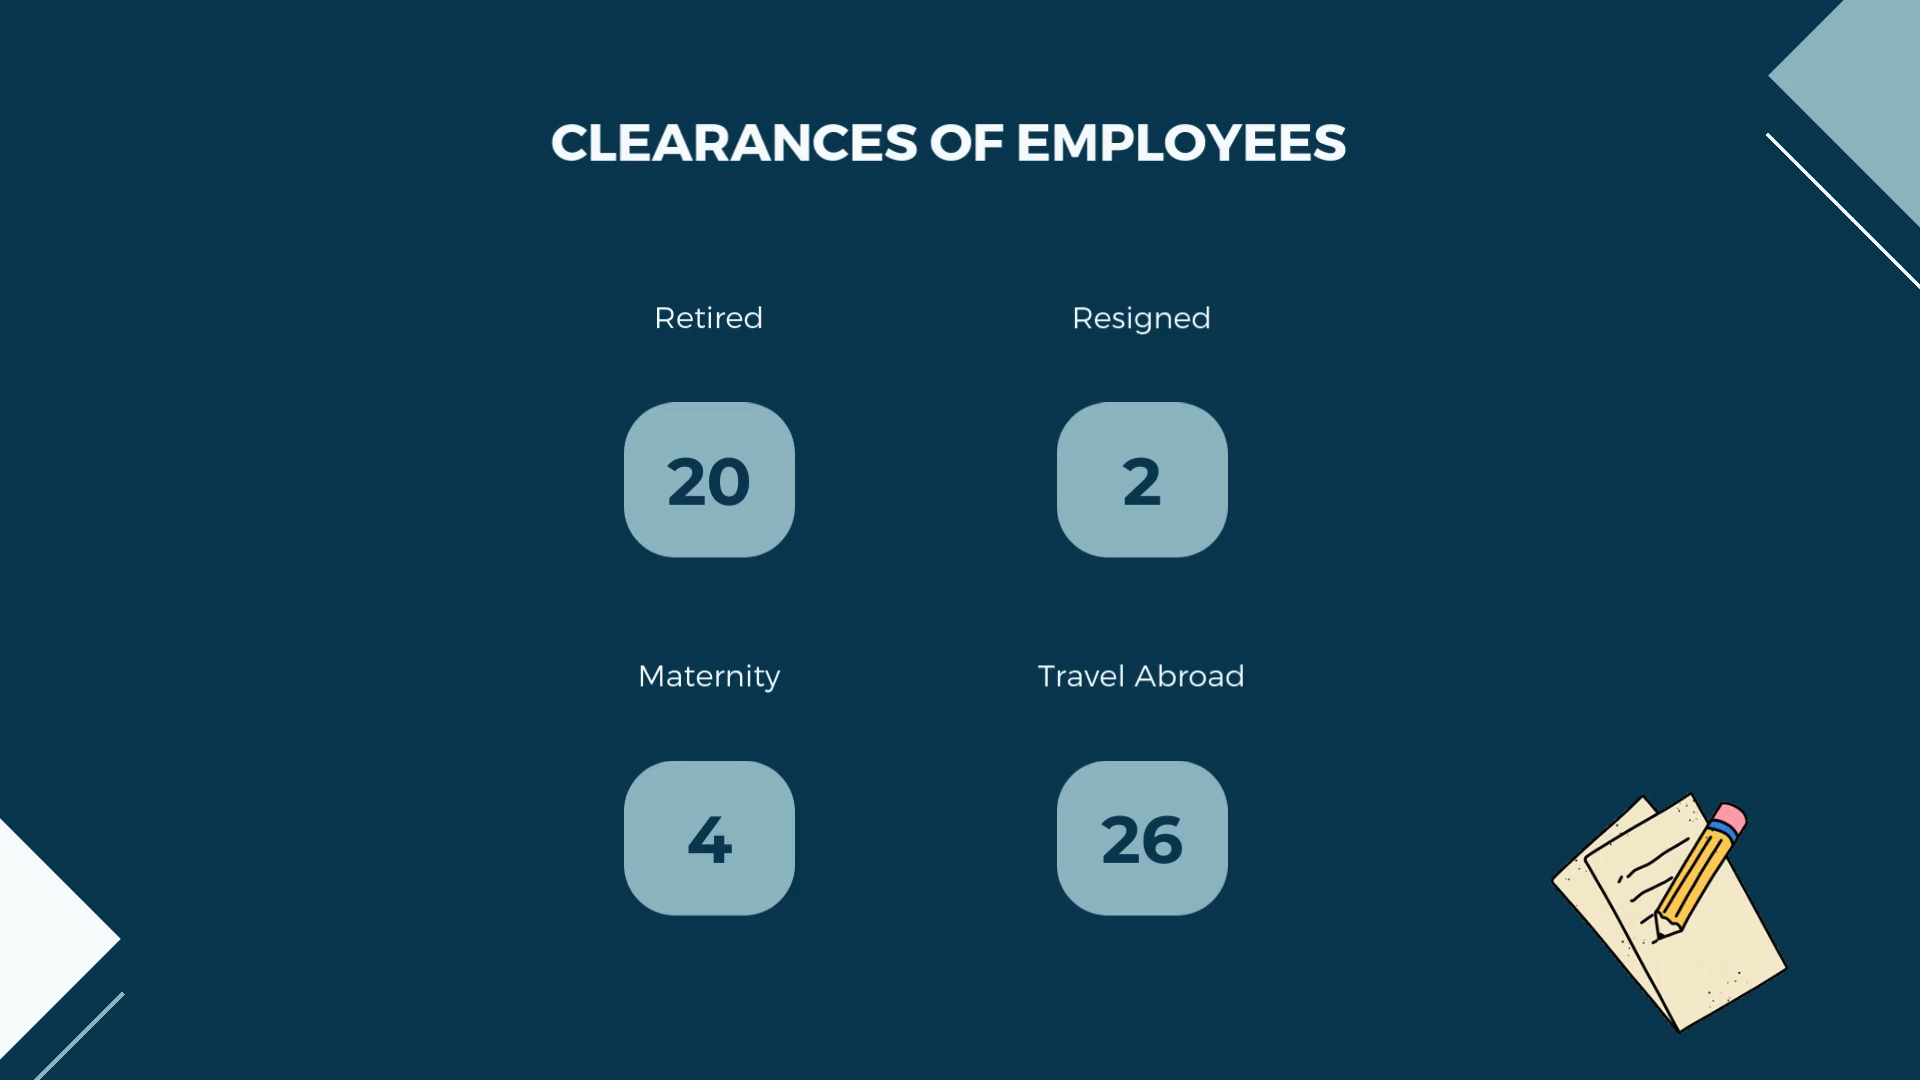 CLEARANCES OF EMPLOYEES
Retired
Resigned
20
2
Maternity
Travel Abroad
4
26